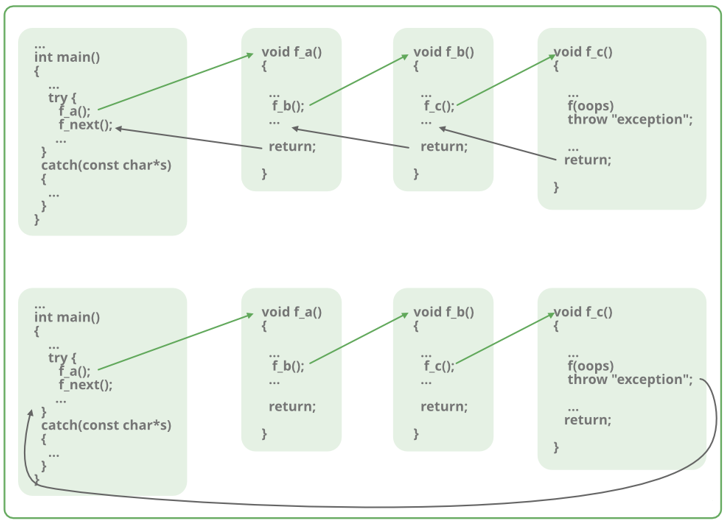 ...
int main()
{
...
try {
f_a();
f_next();
...
}
catch(const char*s)
{
...
}
}
void f_a()
{
...
f_b();
...
return;
}
void f_b()
{
...
f_c();
...
return;
}
void f_c()
{
...
f(oops)
throw "exception";
...
return;
}
...
int main()
{
...
try {
f_a();
f_next();
...
}
catch(const char*s)
{
...
}
}
void f_a()
{
...
f_b();
...
return;
}
void f_b()
{
...
f_c();
...
return;
}
void f_c()
{
...
f(oops)
throw "exception";
...
return;
}